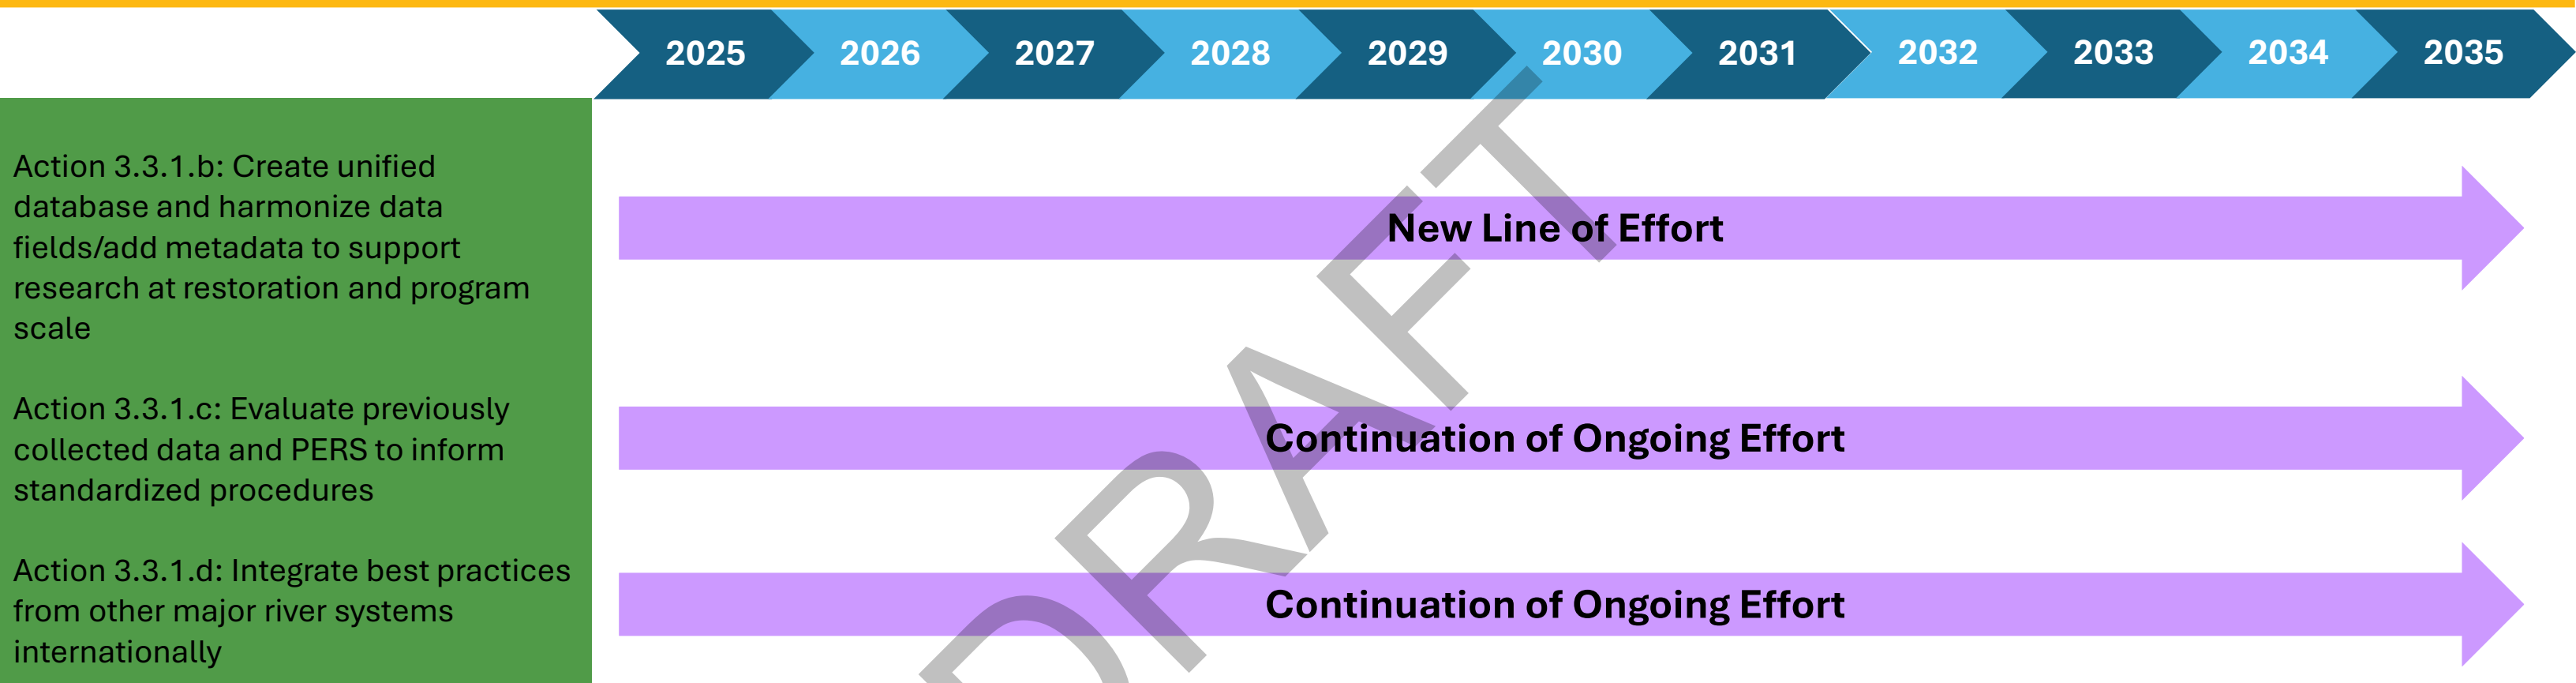 2025 2026 2027 2028 2029 2030 2031 2032 2033 2034 2035
Action 3.3.1.b: Create unified
database and harmonize data
fields/add metadata to support
research at restoration and program
scale
New Line of Effort
Action 3.3.1.c: Evaluate previously
collected data and PERS to inform
standardized procedures
Continuation of Ongoing Effort
Action 3.3.1.d: Integrate best practices
from other major river systems
internationally
Continuation of Ongoing Effort
DRAFT